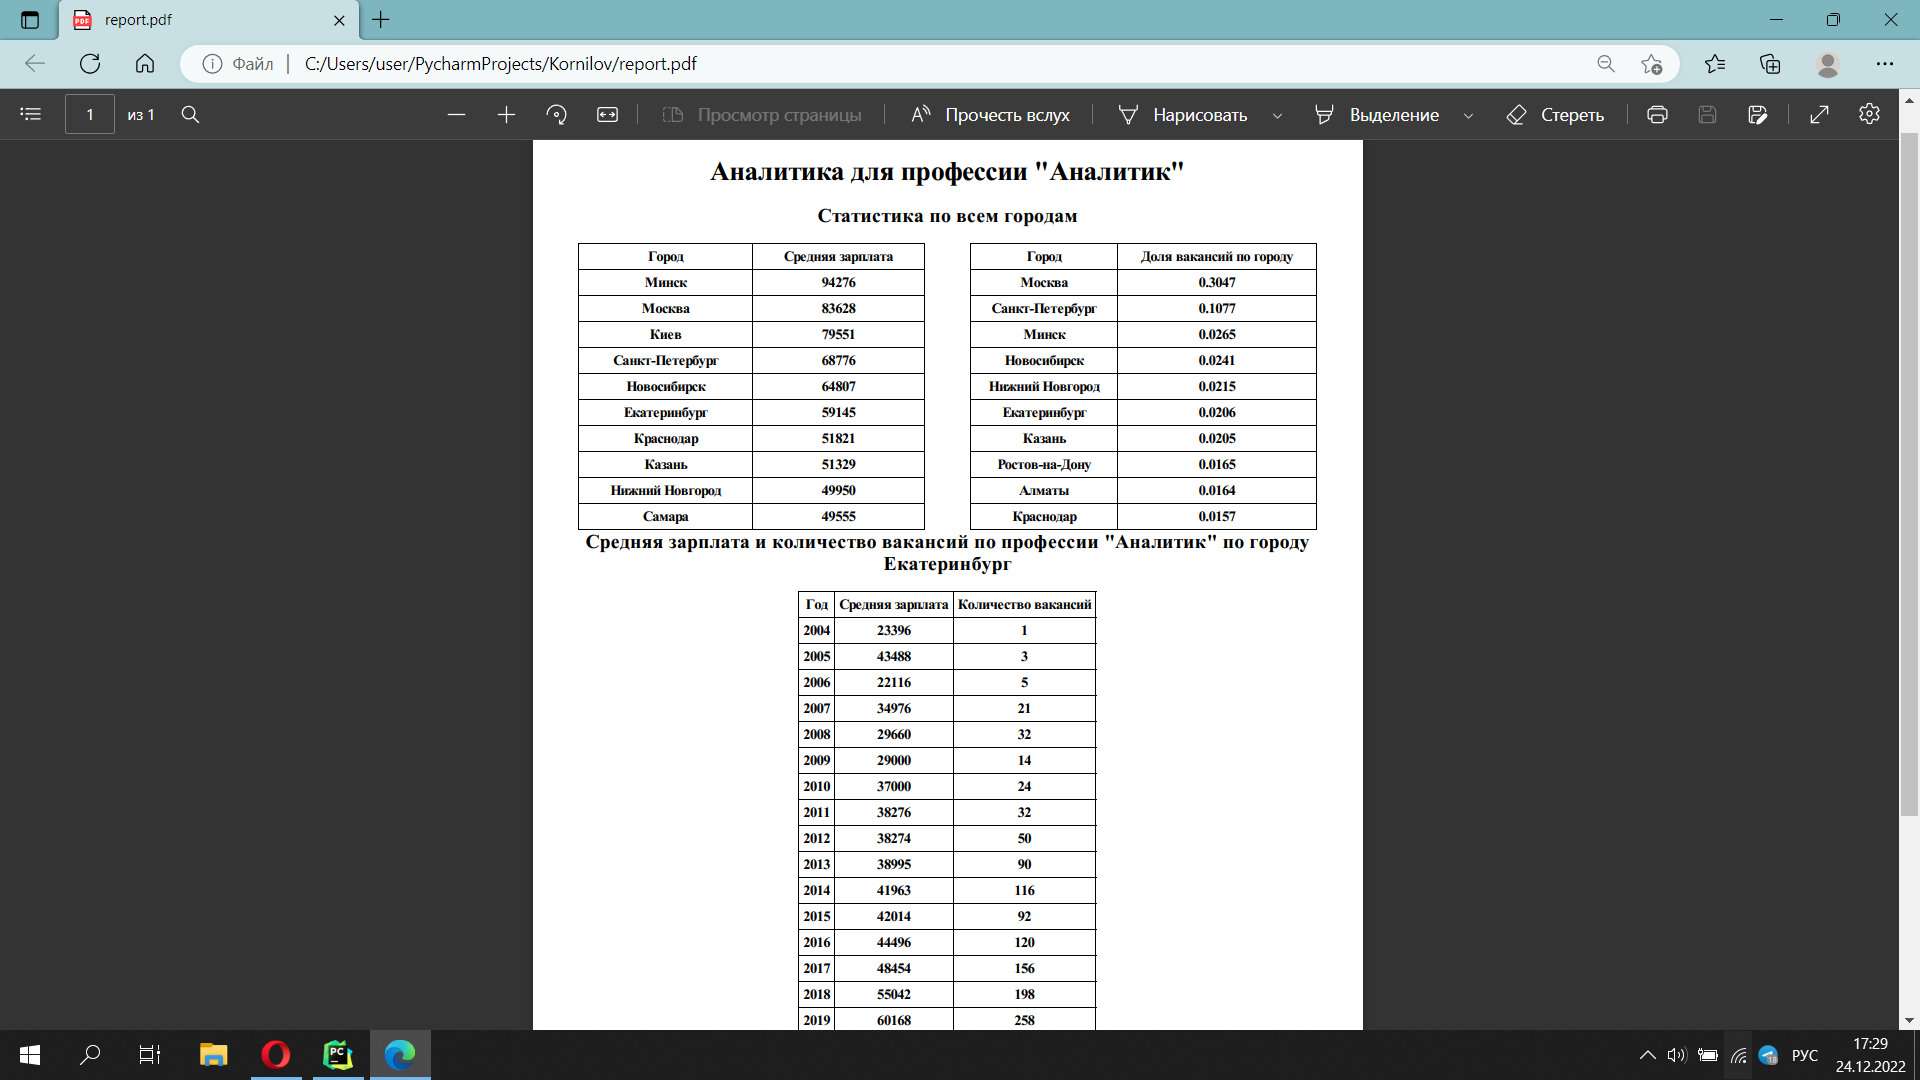 report.pdf
Файл C:/Users/user/PycharmProjects/Kornilov/report.pdf
1 из 1 Просмотр страницы Прочесть вслух Нарисовать Выделение Стереть
Аналитика для профессии "Аналитик"
Статистика по всем городам
Город Средняя зарплата
Минск 94276
Москва 83628
Киев 79551
Санкт-Петербург 68776
Новосибирск 64807
Екатеринбург 59145
Краснодар 51821
Казань 51329
Нижний Новгород 49950
Самара 49555
Город Доля вакансий по городу
Москва 0.3047
Санкт-Петербург 0.1077
Минск 0.0265
Новосибирск 0.0241
Нижний Новгород 0.0215
Екатеринбург 0.0206
Казань 0.0205
Ростов-на-Дону 0.0165
Алматы 0.0164
Краснодар 0.0157
Средняя зарплата и количество вакансий по профессии "Аналитик" по городу
Екатеринбург
Год Средняя зарплата Количество вакансий
2004 23396 1
2005 43488 3
2006 22116 5
2007 34976 21
2008 29660 32
2009 29000 14
2010 37000 24
2011 38276 32
2012 38274 50
2013 38995 90
2014 41963 116
2015 42014 92
2016 44496 120
2017 48454 156
2018 55042 198
2019 60168 258
РУС
17:29
24.12.2022